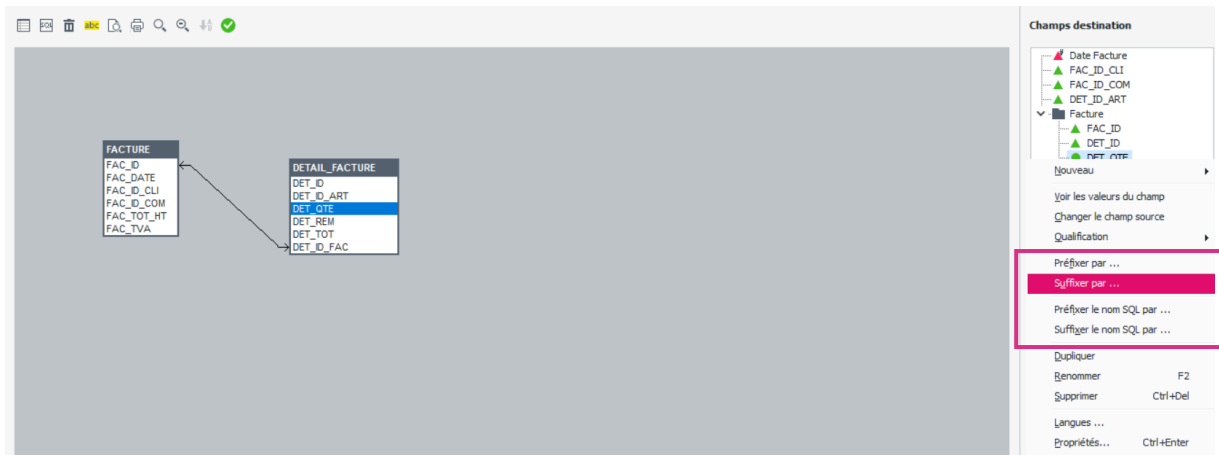 SQL
abc
Champs destination
Date Facture
FAC_ID_CLI
FAC_ID_COM
DET_ID_ART
Facture
FAC_ID
DET_ID
DET_QTE
FACTURE
FAC_ID
FAC_DATE
FAC_ID_CLI
FAC_ID_COM
FAC_TOT_HT
FAC_TVA
DETAIL_FACTURE
DET_ID
DET_ID_ART
DET_QTE
DET_REM
DET_TOT
DET_ID_FAC
Nouveau
Voir les valeurs du champ
Changer le champ source
Qualification
Préfixer par ...
Suffixer par ...
Préfixer le nom SQL par ...
Suffixer le nom SQL par ...
Dupliquer
Renommer F2
Supprimer Ctrl+Del
Langues ...
Propriétés... Ctrl+Enter